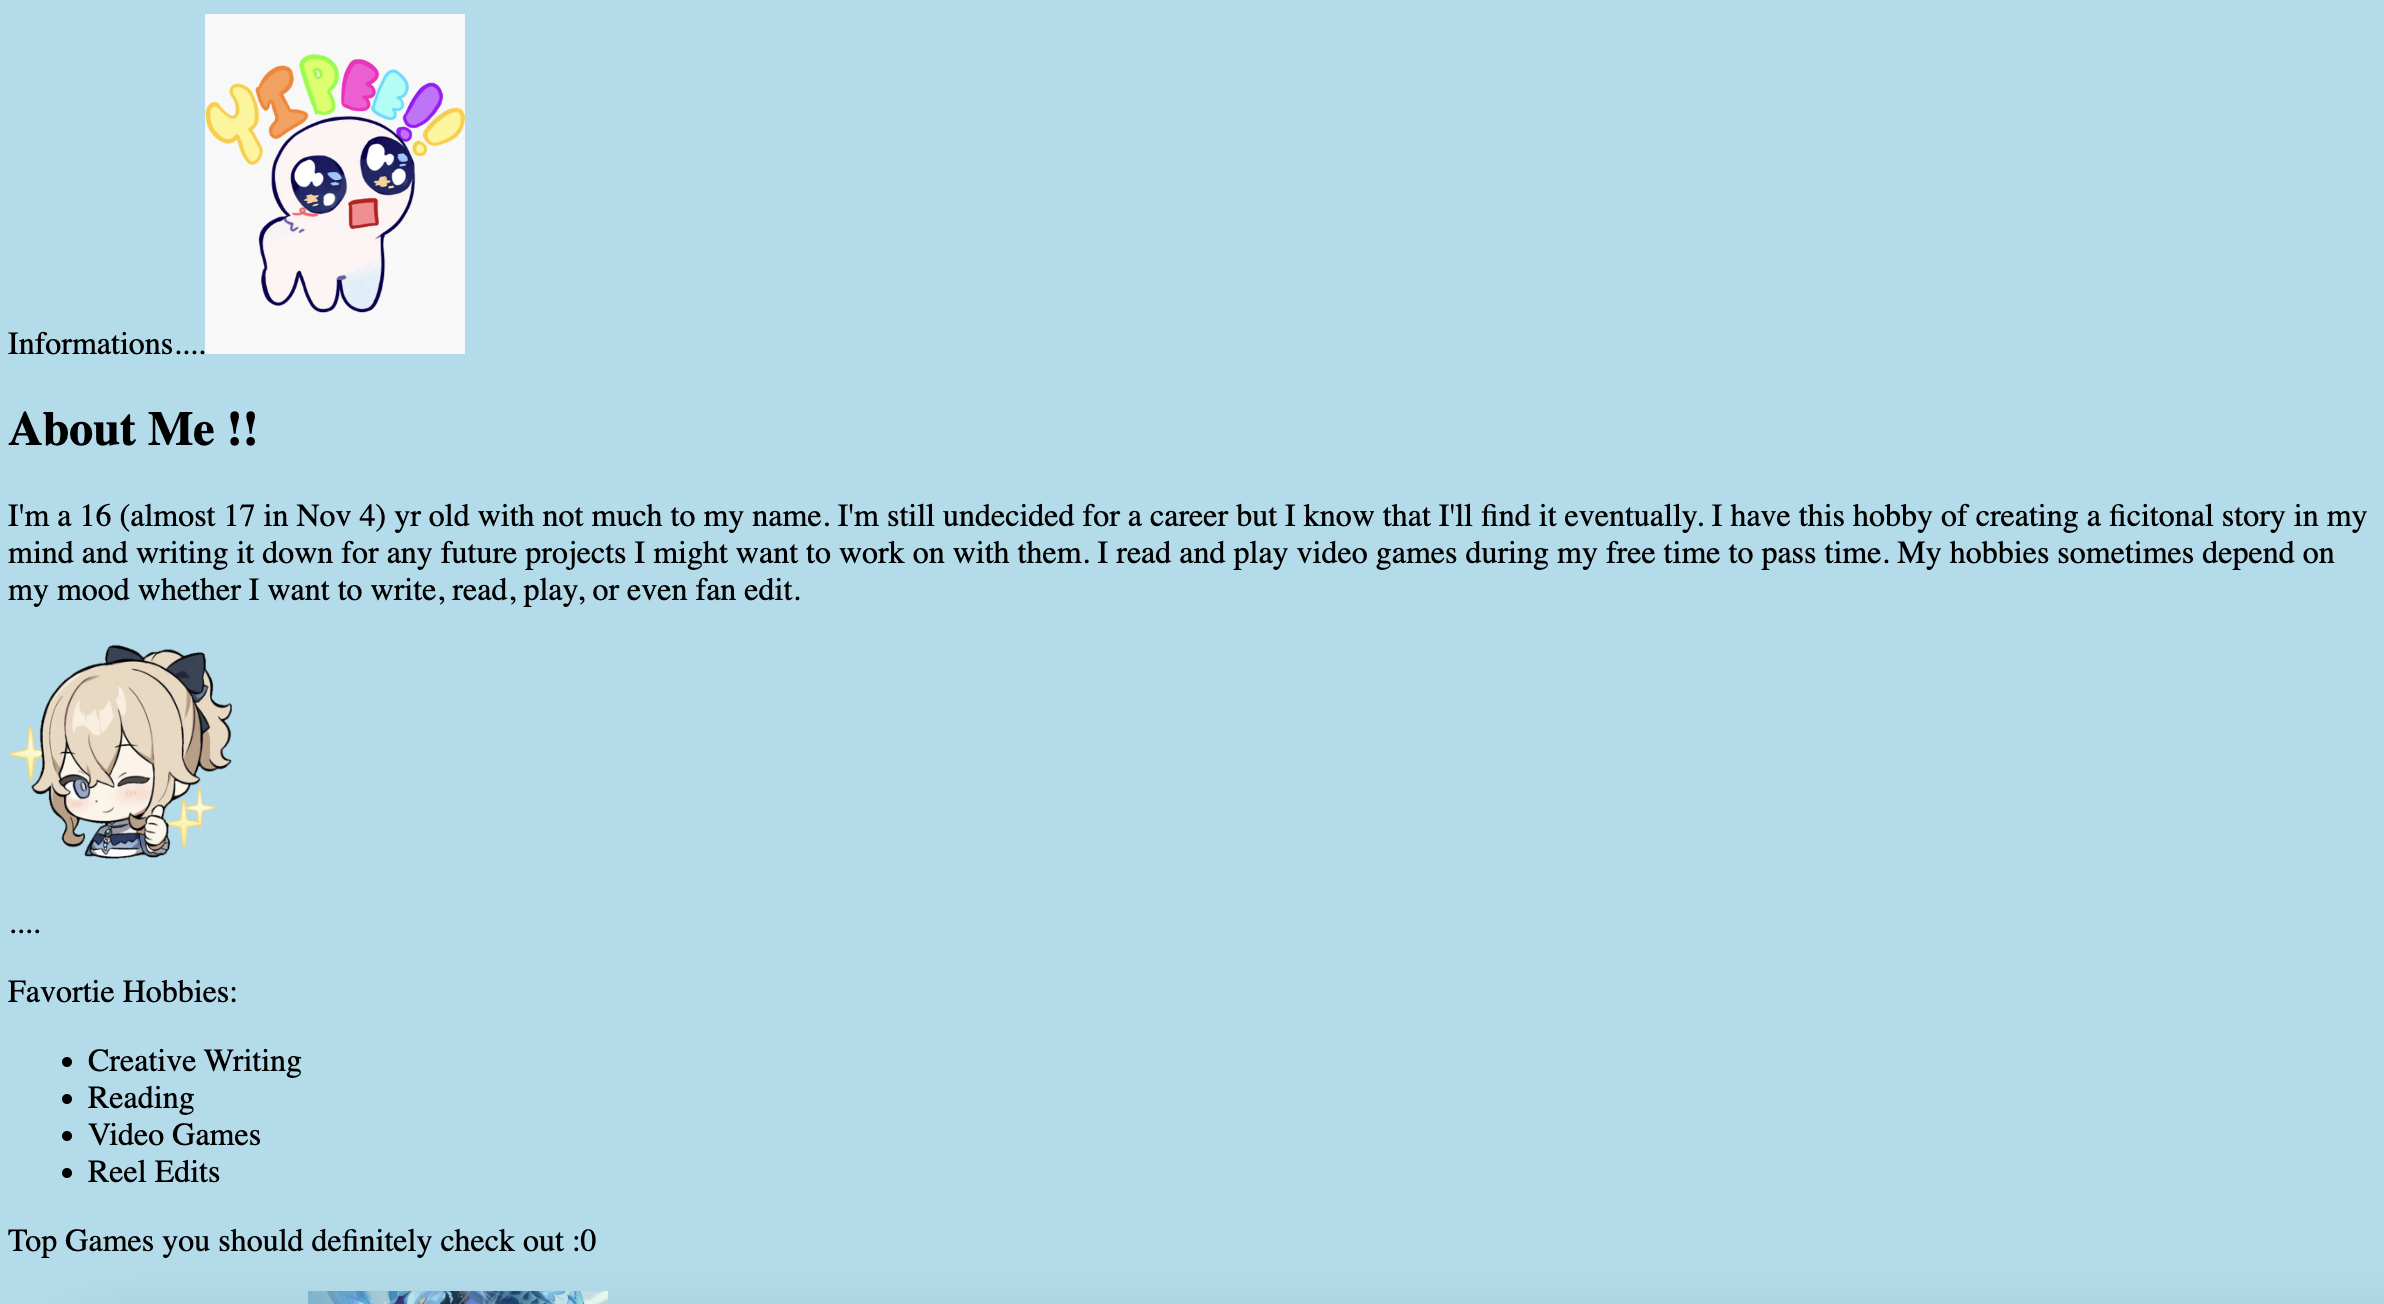 YIPEE!!
Informations....
About Me !!
I'm a 16 (almost 17 in Nov 4) yr old with not much to my name. I'm still undecided for a career but I know that I'll find it eventually. I have this hobby of creating a ficitonal story in my
mind and writing it down for any future projects I might want to work on with them. I read and play video games during my free time to pass time. My hobbies sometimes depend on
my mood whether I want to write, read, play, or even fan edit.
....
Favortie Hobbies:
• Creative Writing
• Reading
• Video Games
• Reel Edits
Top Games you should definitely check out :0